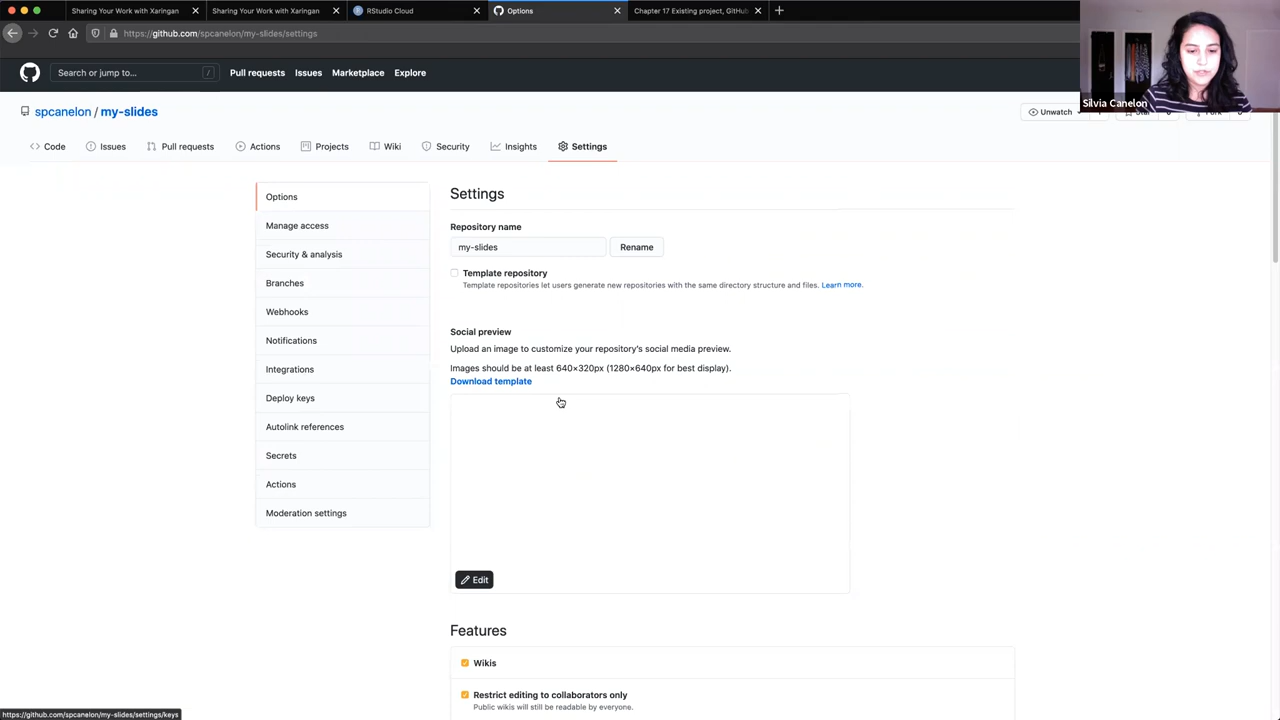 Sharing Your Work with Xaringan
Sharing Your Work with Xaringan
RStudio Cloud
Options
Chapter 17 Existing project, GitHub
https://github.com/spcanelon/my-slides/settings
Search or jump to...
/
Pull requests
Issues
Marketplace
Explore
Silvia Canelon
spcanelon / my-slides
Unwatch
Code
Issues
Pull requests
Actions
Projects
Wiki
Security
Insights
Settings
Options
Manage access
Security & analysis
Branches
Webhooks
Notifications
Integrations
Deploy keys
Autolink references
Secrets
Actions
Moderation settings
Settings
Repository name
my-slides
Rename
Template repository
Template repositories let users generate new repositories with the same directory structure and files. Learn more.
Social preview
Upload an image to customize your repository's social media preview.
Images should be at least 640×320px (1280×640px for best display).
Download template
Edit
Features
Wikis
Restrict editing to collaborators only
Public wikis will still be readable by everyone.
https://github.com/spcanelon/my-slides/settings/keys